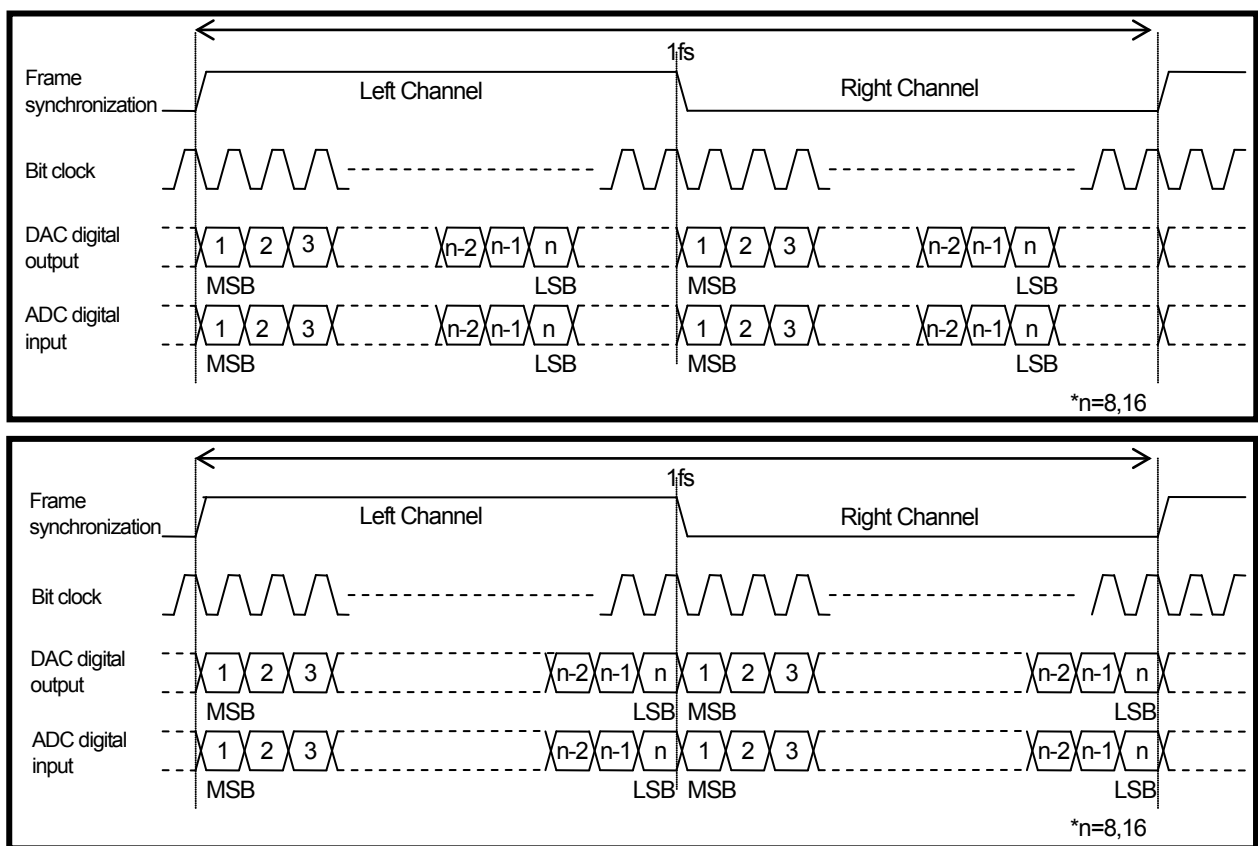 1fs
Frame
synchronization
Left Channel
Right Channel
Bit clock
DAC digital
output
1 2 3 n-2 n-1 n 1 2 3 n-2 n-1 n
MSB LSB MSB LSB
ADC digital
input
1 2 3 n-2 n-1 n 1 2 3 n-2 n-1 n
MSB LSB MSB LSB
*n=8,16
1fs
Frame
synchronization
Left Channel
Right Channel
Bit clock
DAC digital
output
1 2 3 n-2 n-1 n 1 2 3 n-2 n-1 n
MSB LSB MSB LSB
ADC digital
input
1 2 3 n-2 n-1 n 1 2 3 n-2 n-1 n
MSB LSB MSB LSB
*n=8,16